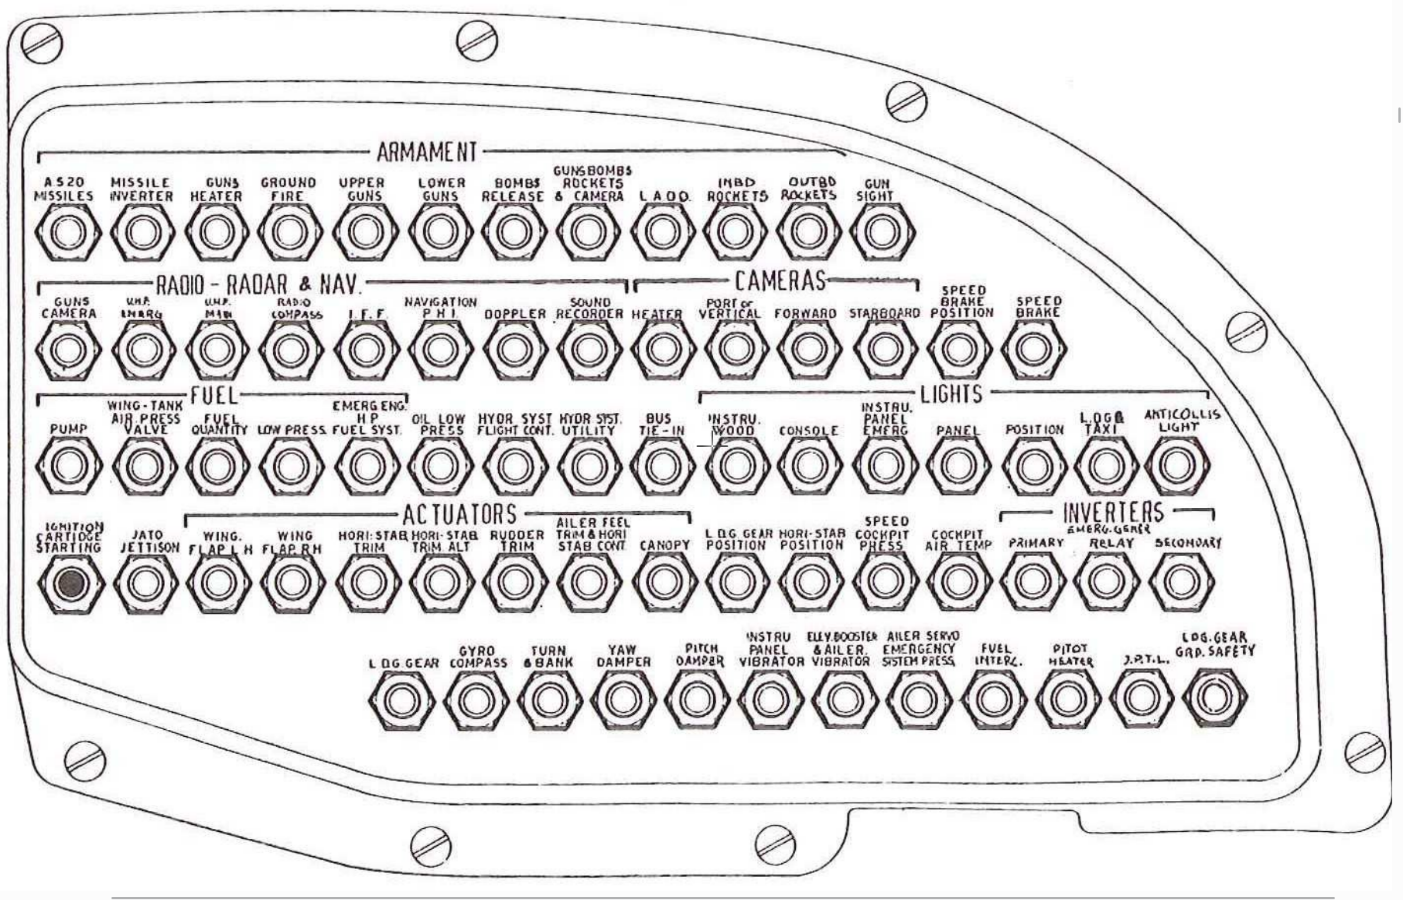 ARMAMENT
A.S 20 MISSILES
MISSILE INVERTER
GUNS HEATER
GROUND FIRE
UPPER GUNS
LOWER GUNS
BOMBS RELEASE
GUNS BOMBS ROCKETS & CAMERA
L A O D.
INBD ROCKETS
OUTBD ROCKETS
GUN SIGHT
RADIO - RADAR & NAV.
CAMERAS
GUNS CAMERA
U.H.F. EMERG
U.H.F. MAIN
RADIO COMPASS
I. F. F.
NAVIGATION P H I.
DOPPLER
SOUND RECORDER
HEATER
PORT or VERTICAL
FORWARD
STARBOARD
SPEED BRAKE POSITION
SPEED BRAKE
FUEL
LIGHTS
PUMP
WING - TANK AIR. PRESS VALVE
FUEL QUANTITY
LOW PRESS
EMERG ENG. H P FUEL SYST.
OIL LOW PRESS
HYDR SYST FLIGHT CONT.
HYDR SYST. UTILITY
BUS TIE - IN
INSTRU. WOOD
CONSOLE
INSTRU. PANEL EMERG
PANEL
POSITION
L.DG & TAXI
ANTICOLLIS LIGHT
ACTUATORS
INVERTERS
IGNITION CARTIDGE STARTING
JATO JETTISON
WING. FLAP L H
WING FLAP. RH
HORI- STAB TRIM
HORI- STAB TRIM. ALT
RUDDER TRIM
AILER FEEL TRIM & HORI STAB CONT.
CANOPY
L DG. GEAR POSITION
HORI-STAB POSITION
SPEED COCKPIT PRESS
COCKPIT AIR TEMP
PRIMARY
EMERG. GENER RELAY
SECONDARY
L DG. GEAR
GYRO COMPASS
TURN & BANK
YAW DAMPER
PITCH DAMPER
INSTRU PANEL VIBRATOR
ELEV. BOOSTER & AILER. VIBRATOR
AILER SERVO EMERGENCY SYSTEM PRESS,
FUEL INTERC.
PITOT HEATER
J.P.T.L.
LDG. GEAR GRD. SAFETY